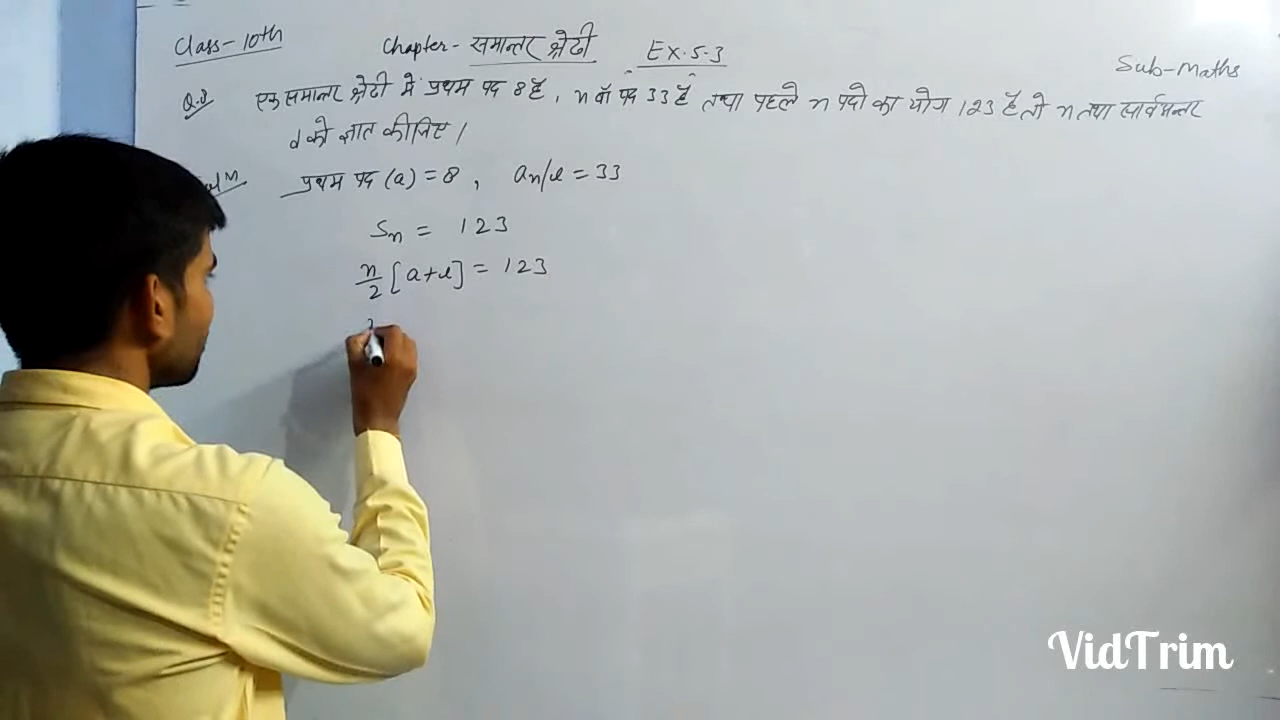 Class-10th Chapter- समान्तर श्रेढी EX.5.3 Sub-Maths
एक समान्तर श्रेढी में प्रथम पद 8 है, n वॉ पद 33 है तथा पहले n पदो का योग 123 है तो n तथा सार्वअन्तर
d को ज्ञात कीजिए।
प्रथम पद (a) = 8 , an/l = 33
Sn = 123
n/2 [a+l] = 123
VidTrim